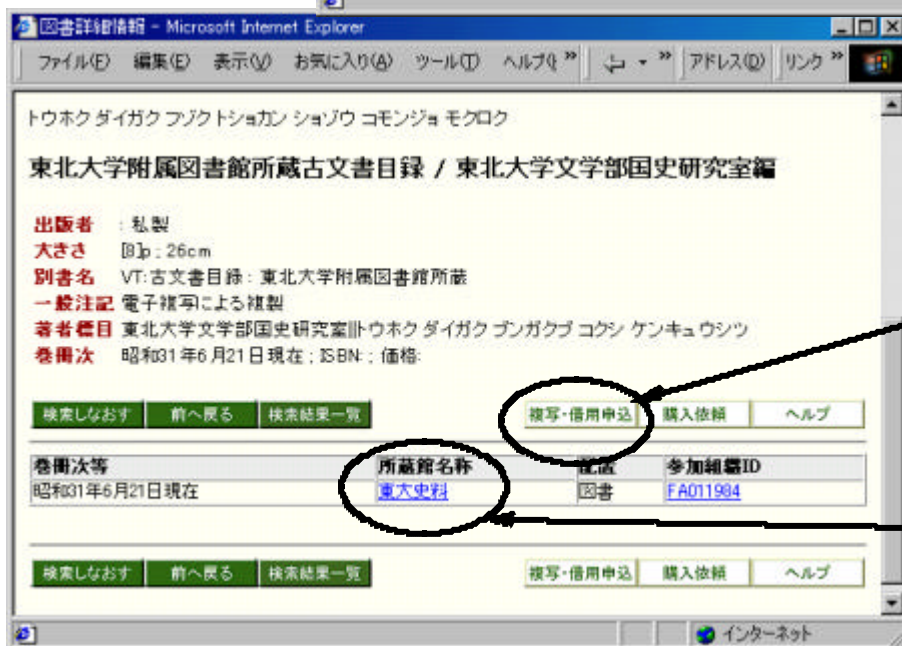 図書詳細情報 - Microsoft Internet Explorer
ファイル(F) 編集(E) 表示(V) お気に入り(A) ツール(T) ヘルプ( » アドレス(D) リンク »
トウホク ダイガク フゾク トショカン ショゾウ コモンジョ モクロク
東北大学附属図書館所蔵古文書目録 / 東北大学文学部国史研究室編
出版者 : 私製
大きさ [8]p ; 26cm
別書名 VT:古文書目録 : 東北大学附属図書館所蔵
一般注記 電子複写による複製
著者標目 東北大学文学部国史研究室||トウホク ダイガク ブンガクブ コクシ ケンキュウシツ
巻冊次 昭和31年6月21日現在 ; ISBN: ; 価格:
検索しなおす 前へ戻る 検索結果一覧 複写・借用申込 購入依頼 ヘルプ
巻冊次等 所蔵館名称 配置 参加組織ID
昭和31年6月21日現在 東大史料 図書 FA011984
検索しなおす 前へ戻る 検索結果一覧 複写・借用申込 購入依頼 ヘルプ
インターネット